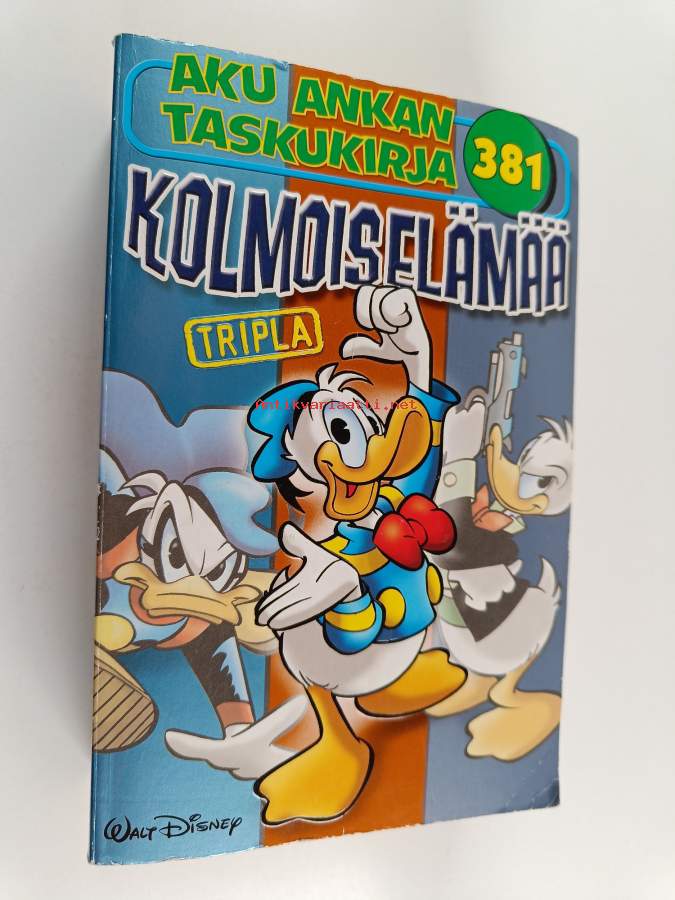 AKU ANKAN
TASKUKIRJA
381
KOLMOISELÄMÄÄ
TRIPLA
Antikvariaatti.net
WALT DISNEY